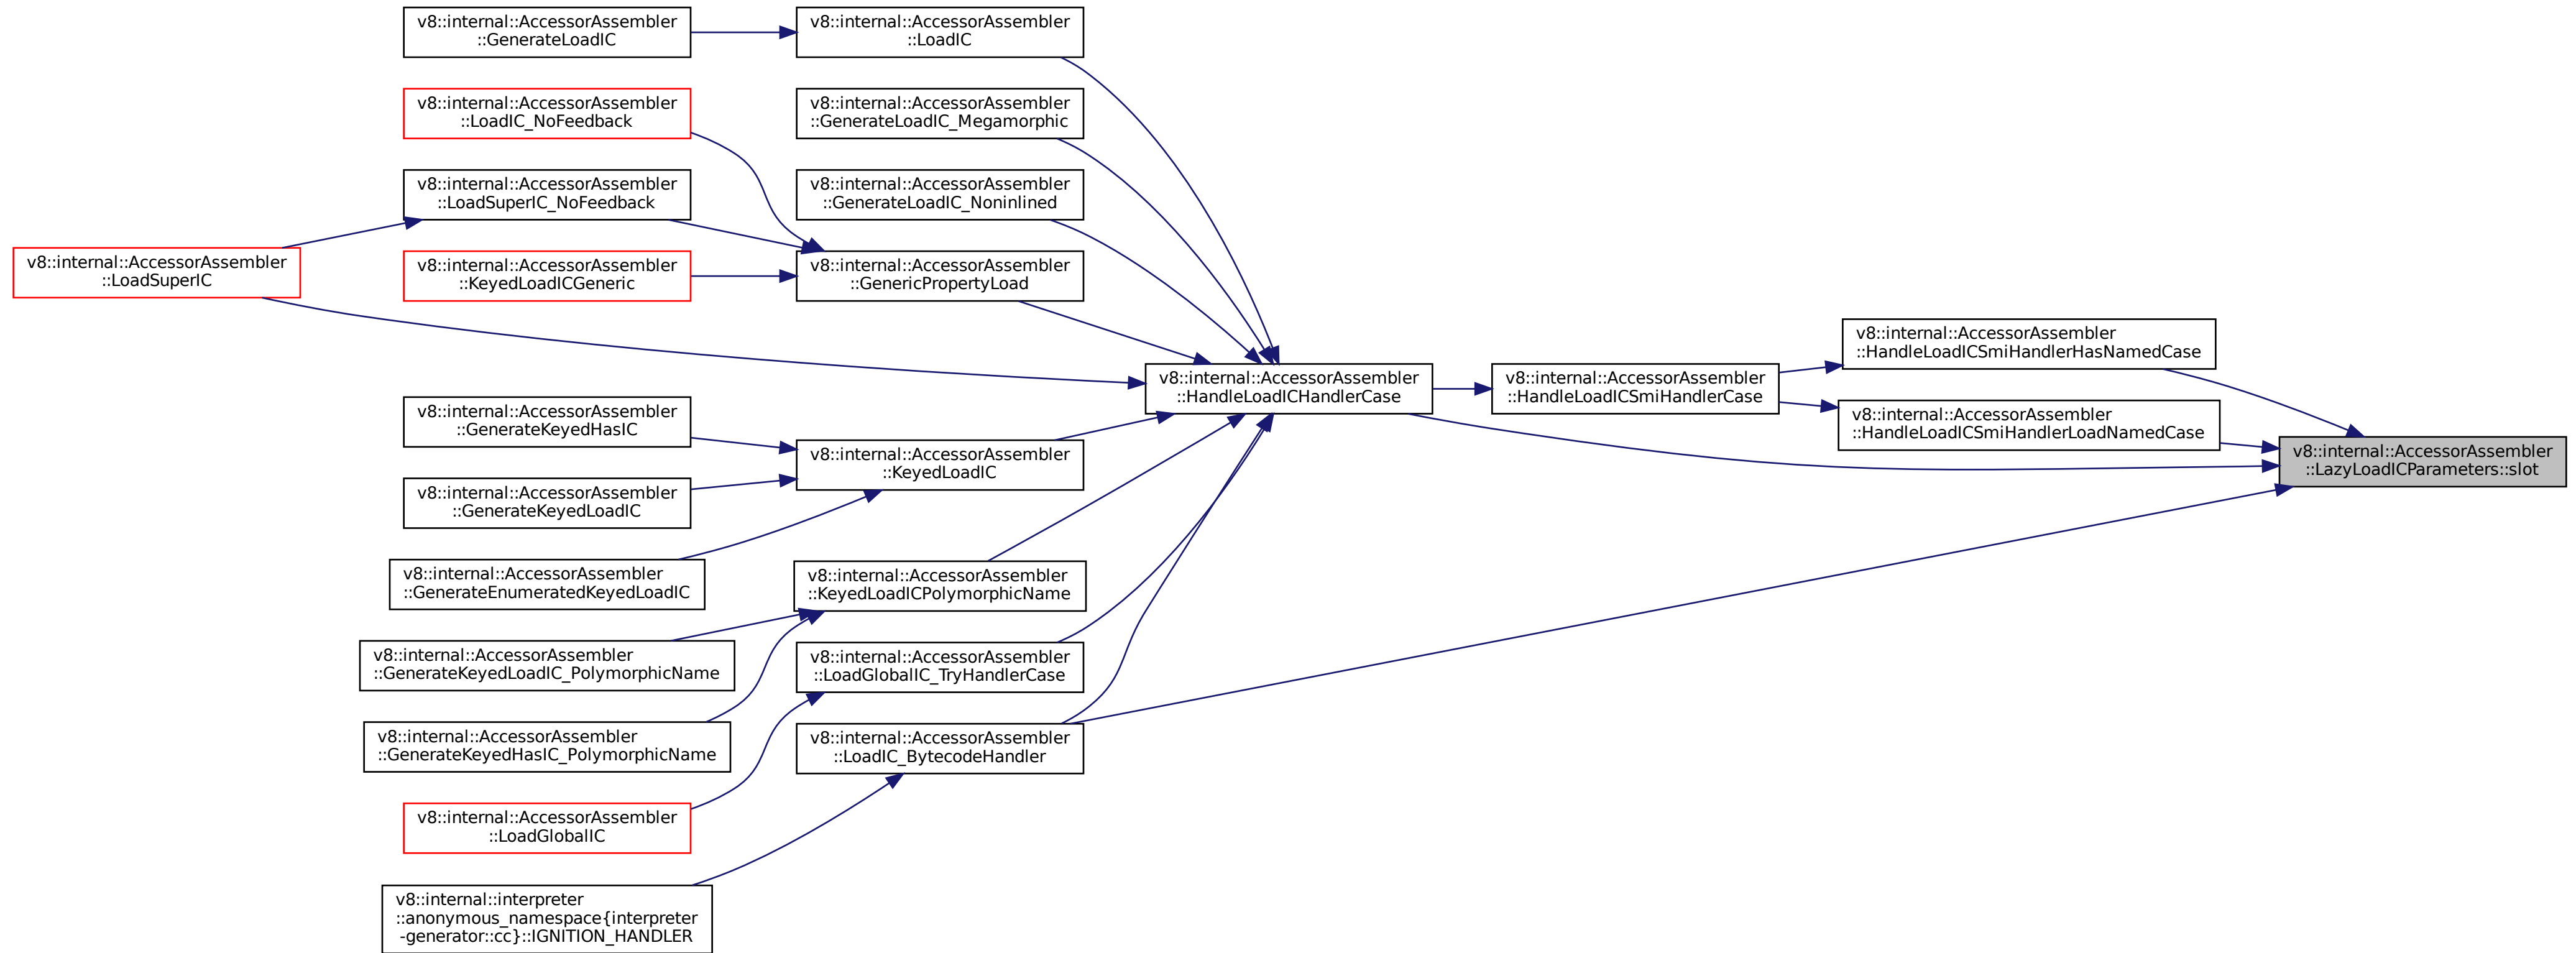 v8::internal::AccessorAssembler
::GenerateLoadIC
v8::internal::AccessorAssembler
::LoadIC
v8::internal::AccessorAssembler
::LoadIC_NoFeedback
v8::internal::AccessorAssembler
::GenerateLoadIC_Megamorphic
v8::internal::AccessorAssembler
::LoadSuperIC_NoFeedback
v8::internal::AccessorAssembler
::GenerateLoadIC_Noninlined
v8::internal::AccessorAssembler
::LoadSuperIC
v8::internal::AccessorAssembler
::KeyedLoadICGeneric
v8::internal::AccessorAssembler
::GenericPropertyLoad
v8::internal::AccessorAssembler
::HandleLoadICHandlerCase
v8::internal::AccessorAssembler
::HandleLoadICSmiHandlerCase
v8::internal::AccessorAssembler
::HandleLoadICSmiHandlerHasNamedCase
v8::internal::AccessorAssembler
::HandleLoadICSmiHandlerLoadNamedCase
v8::internal::AccessorAssembler
::LazyLoadICParameters::slot
v8::internal::AccessorAssembler
::GenerateKeyedHasIC
v8::internal::AccessorAssembler
::KeyedLoadIC
v8::internal::AccessorAssembler
::GenerateKeyedLoadIC
v8::internal::AccessorAssembler
::GenerateEnumeratedKeyedLoadIC
v8::internal::AccessorAssembler
::KeyedLoadICPolymorphicName
v8::internal::AccessorAssembler
::GenerateKeyedLoadIC_PolymorphicName
v8::internal::AccessorAssembler
::LoadGlobalIC_TryHandlerCase
v8::internal::AccessorAssembler
::GenerateKeyedHasIC_PolymorphicName
v8::internal::AccessorAssembler
::LoadIC_BytecodeHandler
v8::internal::AccessorAssembler
::LoadGlobalIC
v8::internal::interpreter
::anonymous_namespace{interpreter
-generator::cc}::IGNITION_HANDLER